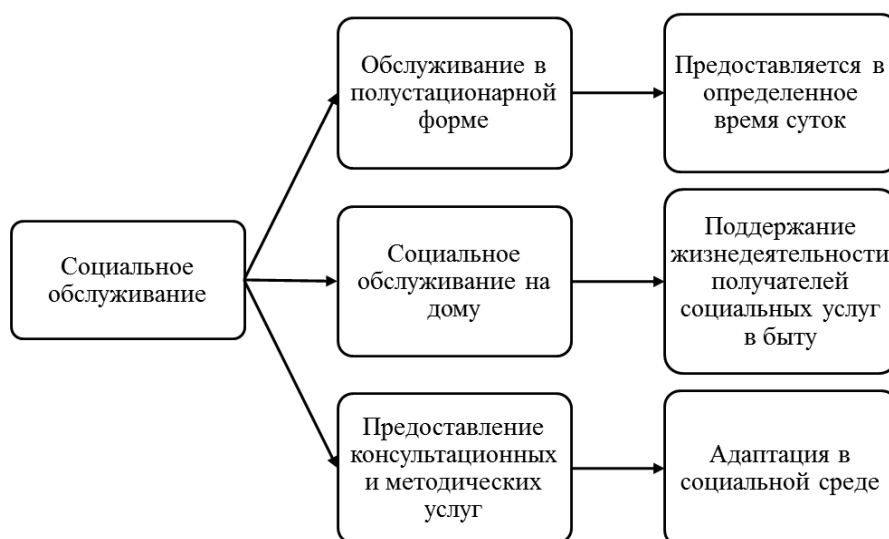 Социальное
обслуживание
Обслуживание в
полустационарной
форме
Предоставляется в
определенное
время суток
Социальное
обслуживание на
дому
Поддержание
жизнедеятельности
получателей
социальных услуг
в быту
Предоставление
консультационных
и методических
услуг
Адаптация в
социальной среде